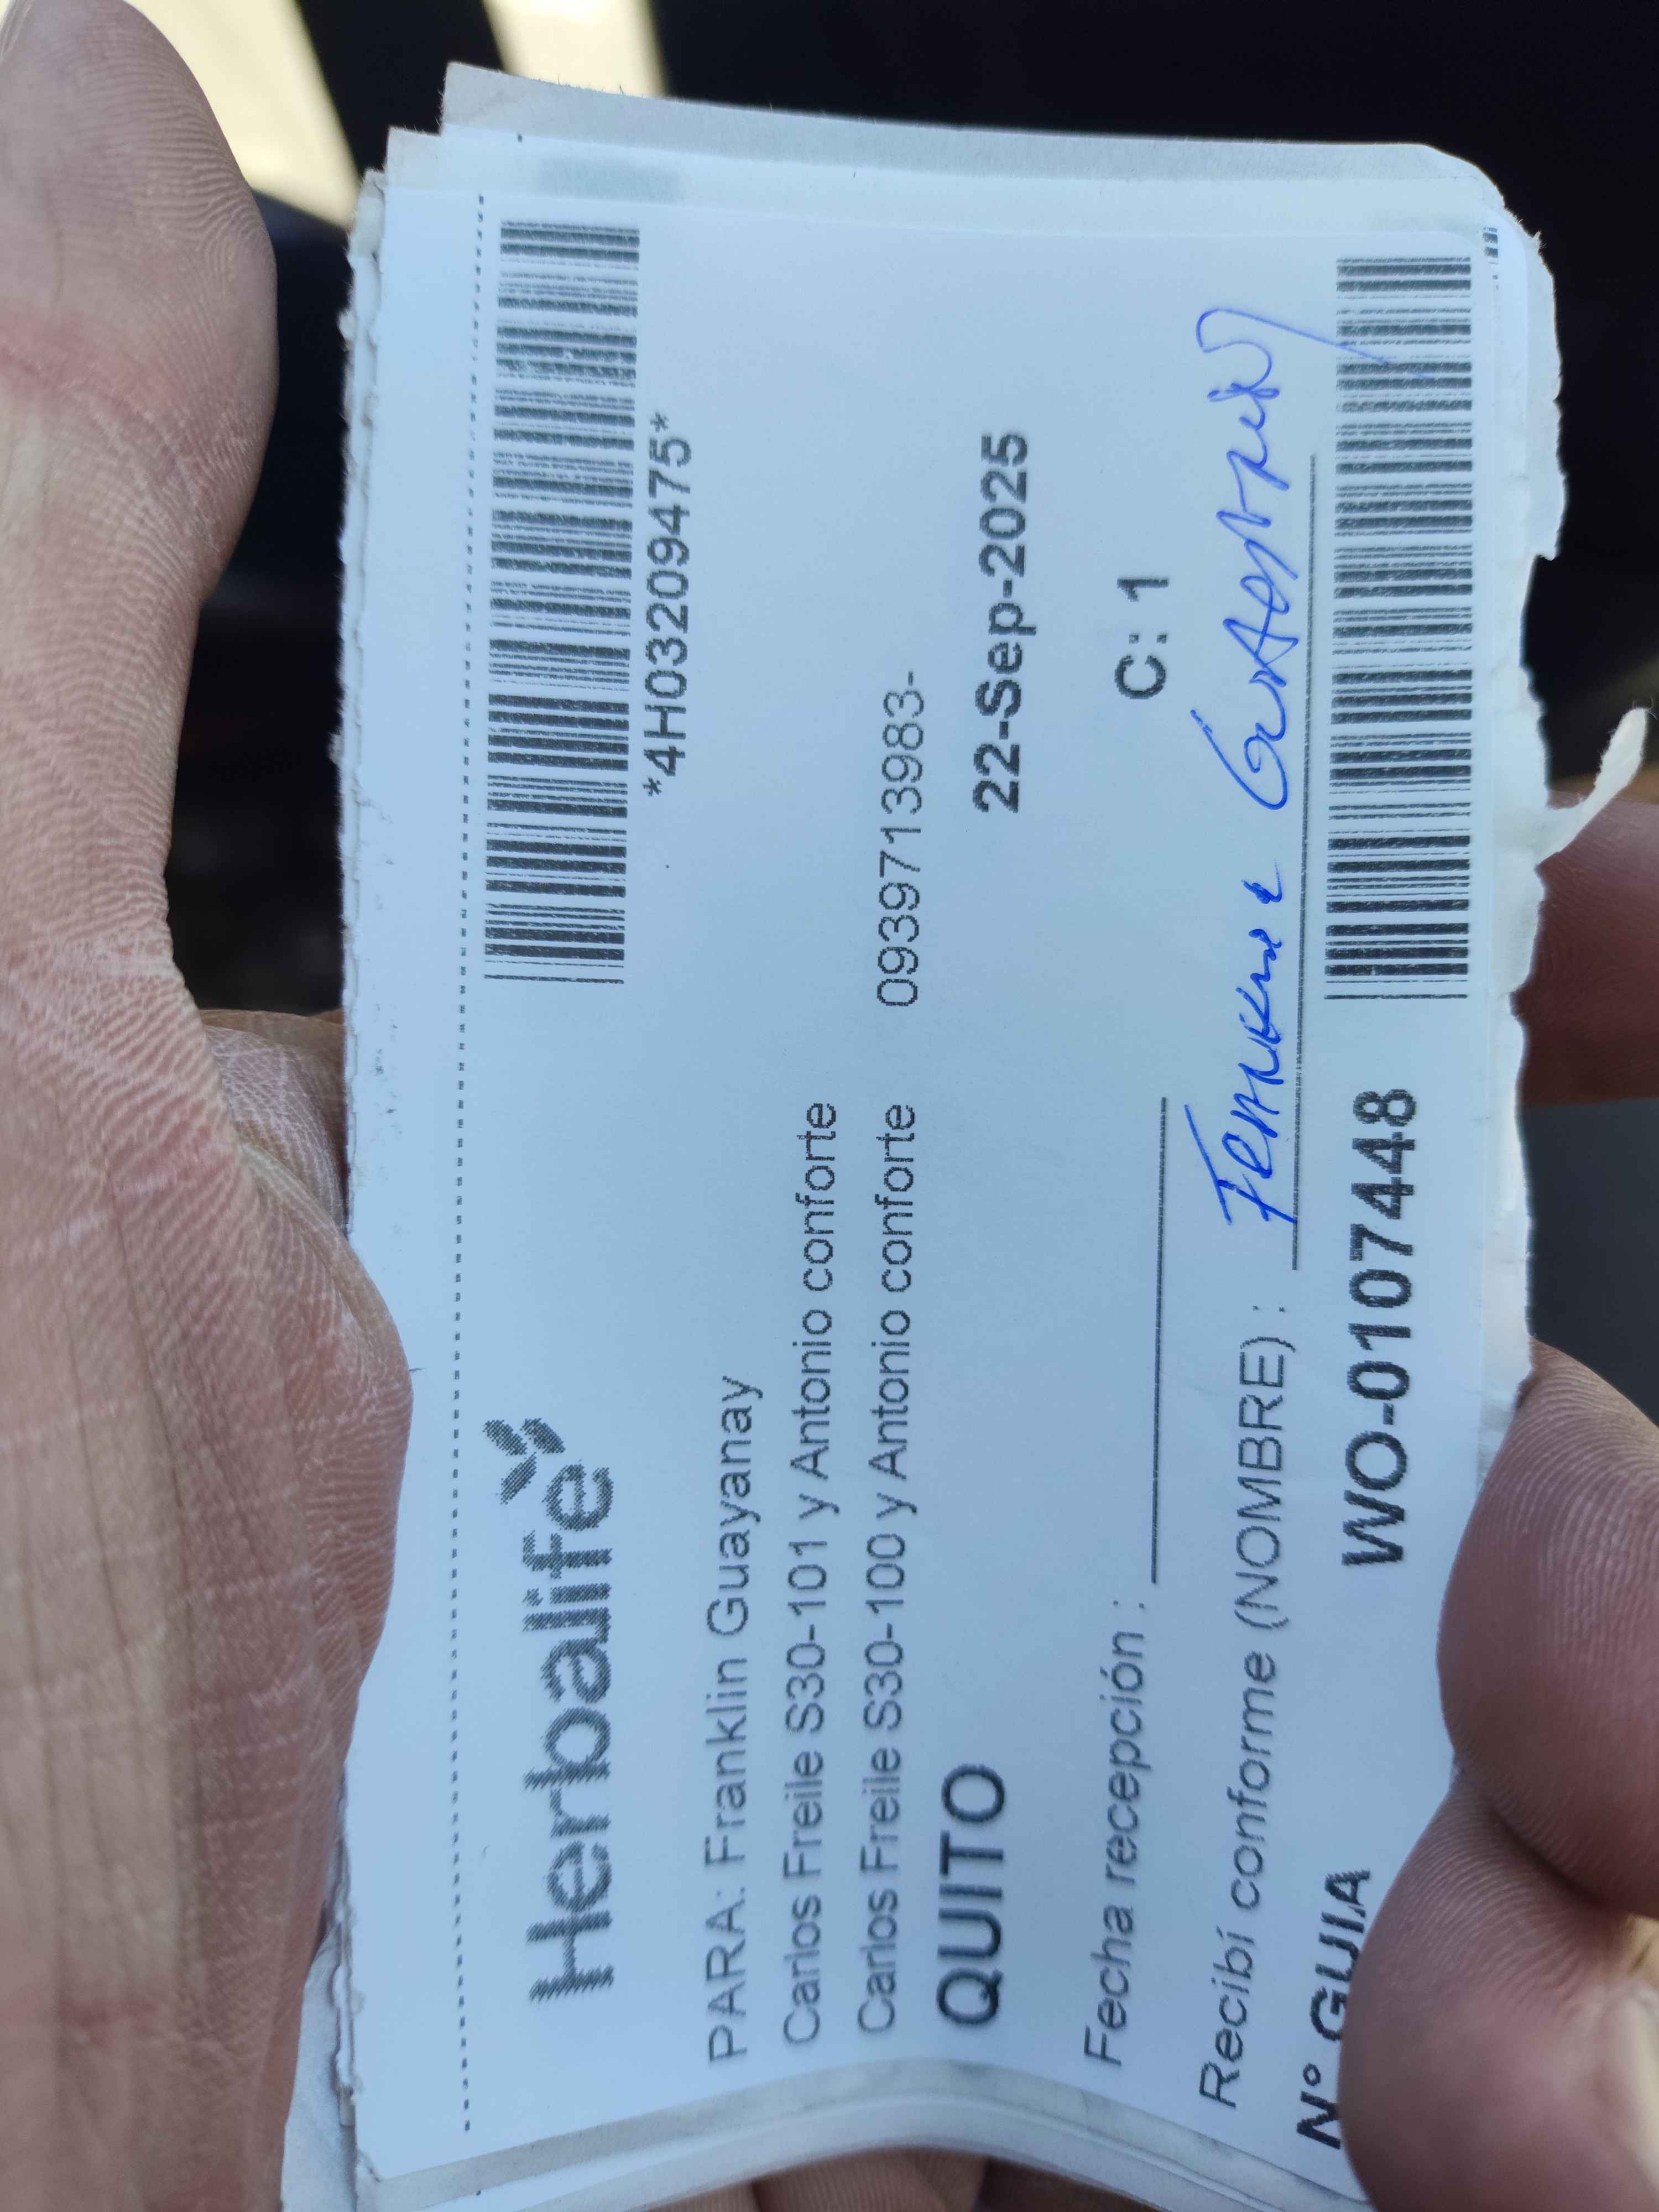 Herbalife
*4H03209475*
PARA: Franklin Guayanay
Carlos Freile S30-101 y Antonio conforte
Carlos Freile S30-100 y Antonio conforte 0939713983-
QUITO 22-Sep-2025
Fecha recepción : C: 1
Recibí conforme (NOMBRE) :
N° GUIA WO-0107448